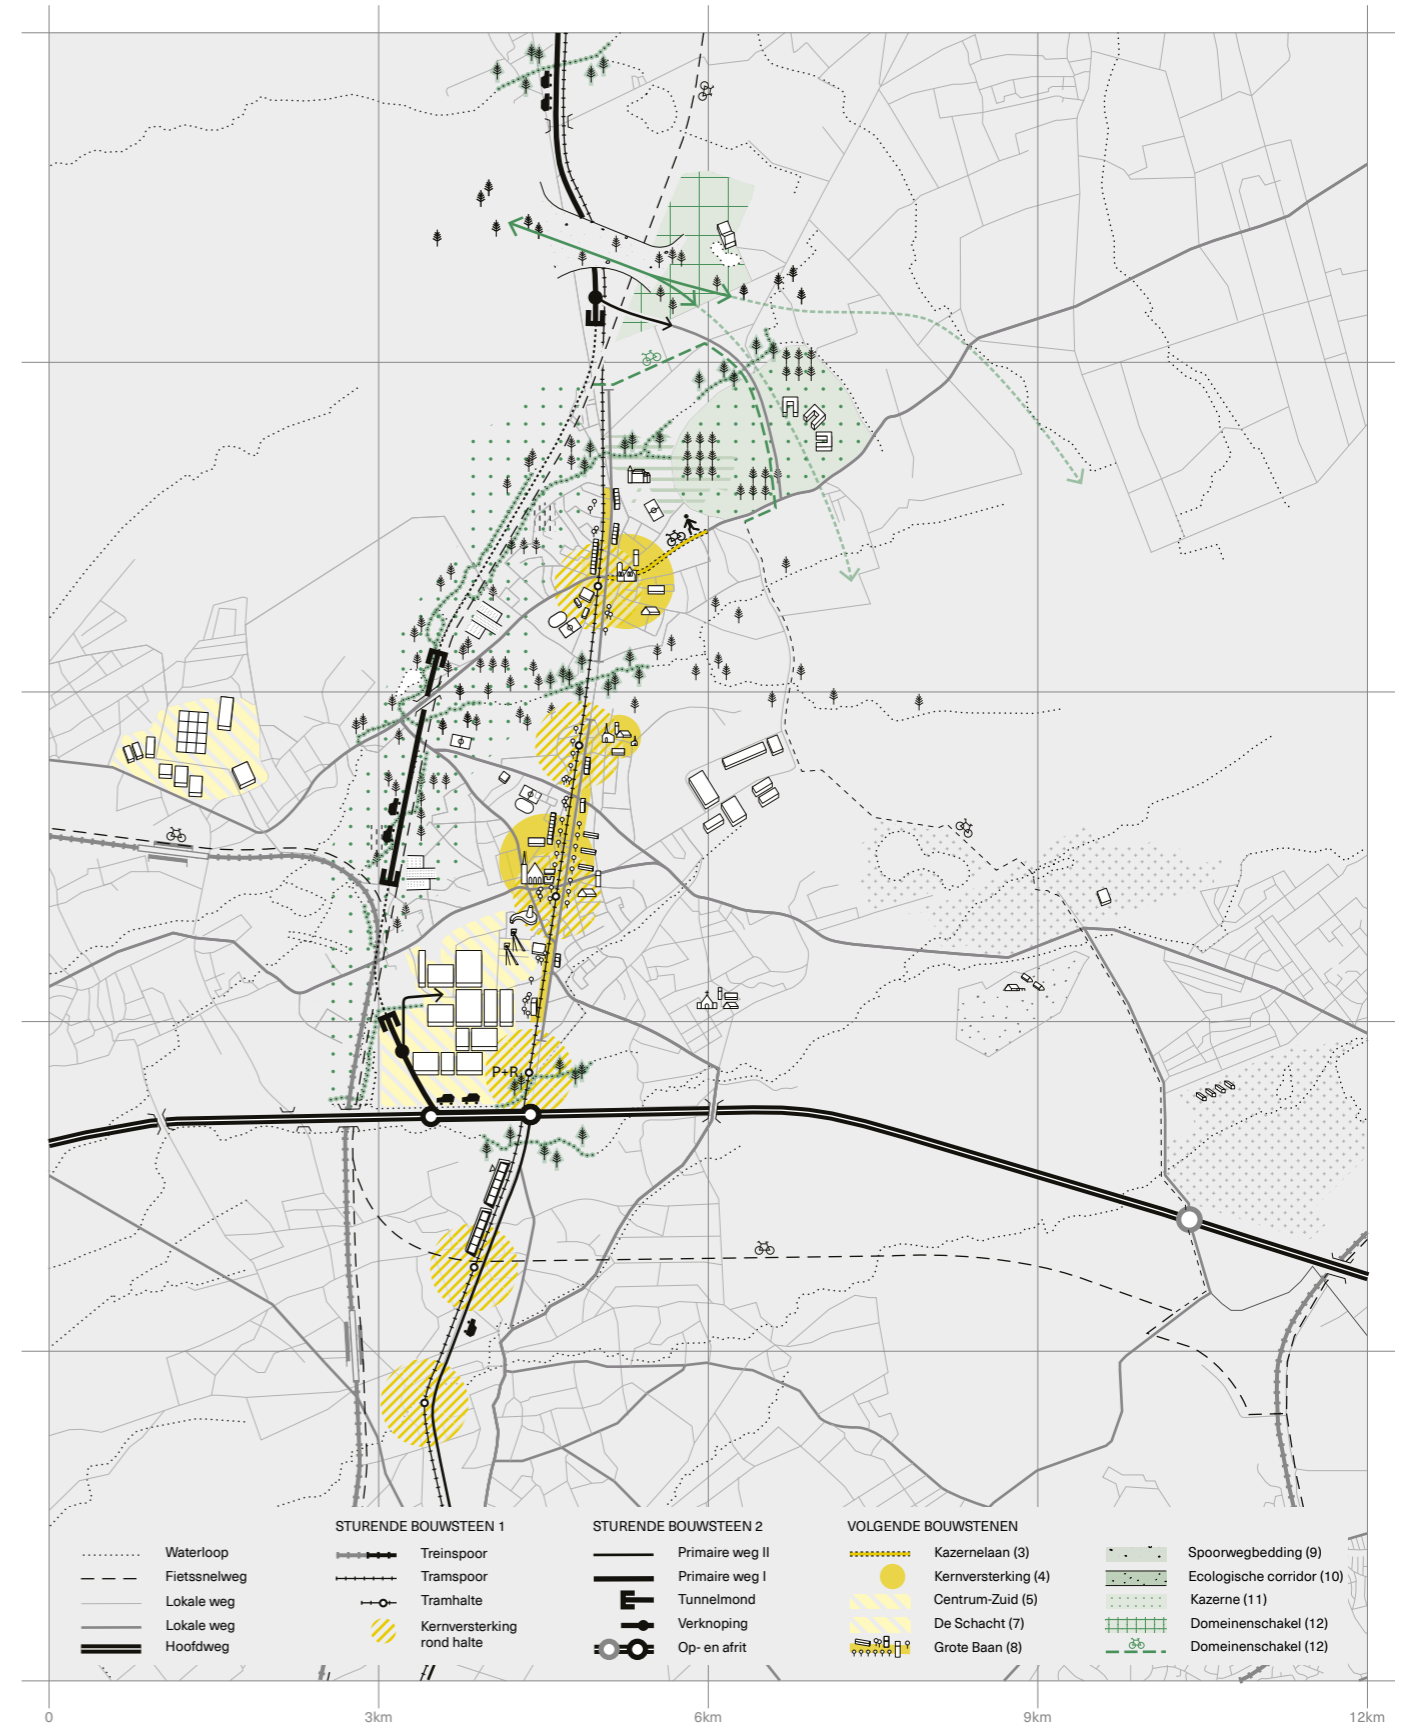 P+R
STURENDE BOUWSTEEN 1
STURENDE BOUWSTEEN 2
VOLGENDE BOUWSTENEN
Waterloop
Fietssnelweg
Lokale weg
Lokale weg
Hoofdweg
Treinspoor
Tramspoor
Tramhalte
Kernversterking
rond halte
Primaire weg II
Primaire weg I
Tunnelmond
Verknoping
Op- en afrit
Kazernelaan (3)
Kernversterking (4)
Centrum-Zuid (5)
De Schacht (7)
Grote Baan (8)
Spoorwegbedding (9)
Ecologische corridor (10)
Kazerne (11)
Domeinenschakel (12)
Domeinenschakel (12)
0 3km 6km 9km 12km